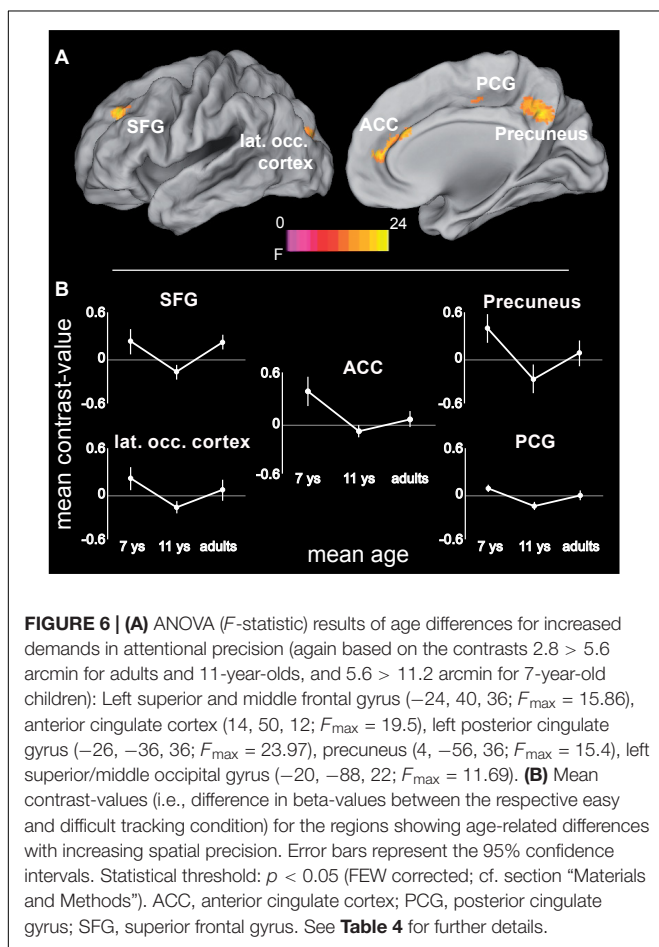 A
SFG
lat. occ.
cortex
PCG
ACC
Precuneus
0
24
F
B
SFG
0.6
0
-0.6
Precuneus
0.6
0
-0.6
ACC
0.6
0
-0.6
7 ys 11 ys adults
lat. occ. cortex
0.6
0
-0.6
7 ys 11 ys adults
PCG
0.6
0
-0.6
7 ys 11 ys adults
mean contrast-value
mean age
FIGURE 6 | (A) ANOVA (F-statistic) results of age differences for increased
demands in attentional precision (again based on the contrasts 2.8 > 5.6
arcmin for adults and 11-year-olds, and 5.6 > 11.2 arcmin for 7-year-old
children): Left superior and middle frontal gyrus (−24, 40, 36; Fmax = 15.86),
anterior cingulate cortex (14, 50, 12; Fmax = 19.5), left posterior cingulate
gyrus (−26, −36, 36; Fmax = 23.97), precuneus (4, −56, 36; Fmax = 15.4), left
superior/middle occipital gyrus (−20, −88, 22; Fmax = 11.69). (B) Mean
contrast-values (i.e., difference in beta-values between the respective easy
and difficult tracking condition) for the regions showing age-related differences
with increasing spatial precision. Error bars represent the 95% confidence
intervals. Statistical threshold: p < 0.05 (FEW corrected; cf. section “Materials
and Methods”). ACC, anterior cingulate cortex; PCG, posterior cingulate
gyrus; SFG, superior frontal gyrus. See Table 4 for further details.